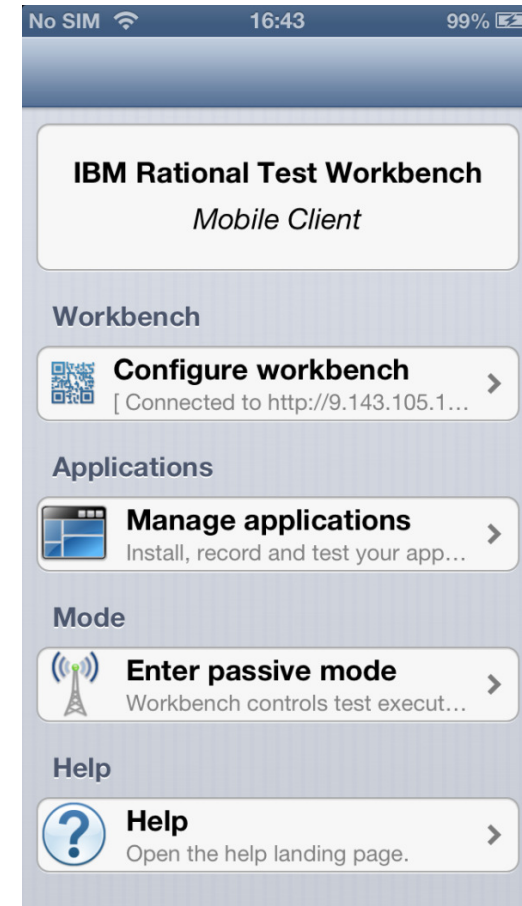 No SIM 16:43 99%
IBM Rational Test Workbench
Mobile Client
Workbench
Configure workbench
[ Connected to http://9.143.105.1...
Applications
Manage applications
Install, record and test your app...
Mode
Enter passive mode
Workbench controls test execut...
Help
Help
Open the help landing page.